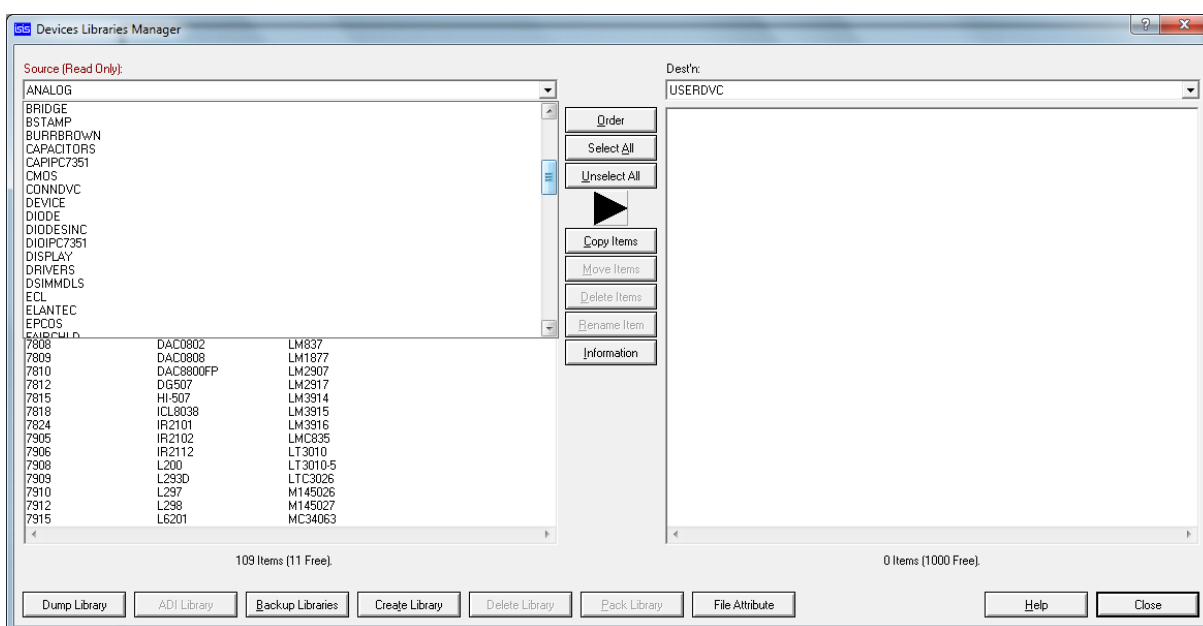 isis Devices Libraries Manager
Source (Read Only):
Dest'n:
ANALOG
USERDVC
BRIDGE
BSTAMP
BURRBROWN
CAPACITORS
CAPIPC7351
CMOS
CONNDVC
DEVICE
DIODE
DIODESINC
DIOIPC7351
DISPLAY
DRIVERS
DSIMMDLS
ECL
ELANTEC
EPCOS
FAIRCHLD
Order
Select All
Unselect All
Copy Items
Move Items
Delete Items
Rename Item
Information
7808 DAC0802 LM837
7809 DAC0808 LM1877
7810 DAC8800FP LM2907
7812 DG507 LM2917
7815 HI-507 LM3914
7818 ICL8038 LM3915
7824 IR2101 LM3916
7905 IR2102 LMC835
7906 IR2112 LT3010
7908 L200 LT3010-5
7909 L293D LTC3026
7910 L297 M145026
7912 L298 M145027
7915 L6201 MC34063
109 Items (11 Free).
0 Items (1000 Free).
Dump Library ADI Library Backup Libraries Create Library Delete Library Pack Library File Attribute Help Close